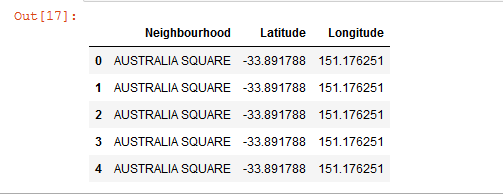 Out[17]:
Neighbourhood Latitude Longitude
0 AUSTRALIA SQUARE -33.891788 151.176251
1 AUSTRALIA SQUARE -33.891788 151.176251
2 AUSTRALIA SQUARE -33.891788 151.176251
3 AUSTRALIA SQUARE -33.891788 151.176251
4 AUSTRALIA SQUARE -33.891788 151.176251